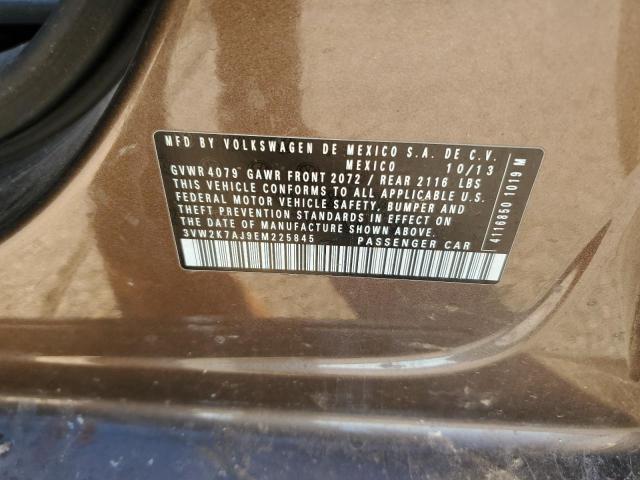 MFD BY VOLKSWAGEN DE MEXICO S.A. DE C.V.
MEXICO 10/13
GVWR 4079 GAWR FRONT 2072 / REAR 2116 LBS
THIS VEHICLE CONFORMS TO ALL APPLICABLE U.S.
FEDERAL MOTOR VEHICLE SAFETY, BUMPER AND
THEFT PREVENTION STANDARDS IN EFFECT ON
THE DATE OF MANUFACTURE SHOWN ABOVE.
3VW2K7AJ9EM225845 PASSENGER CAR
4116850 1019 M